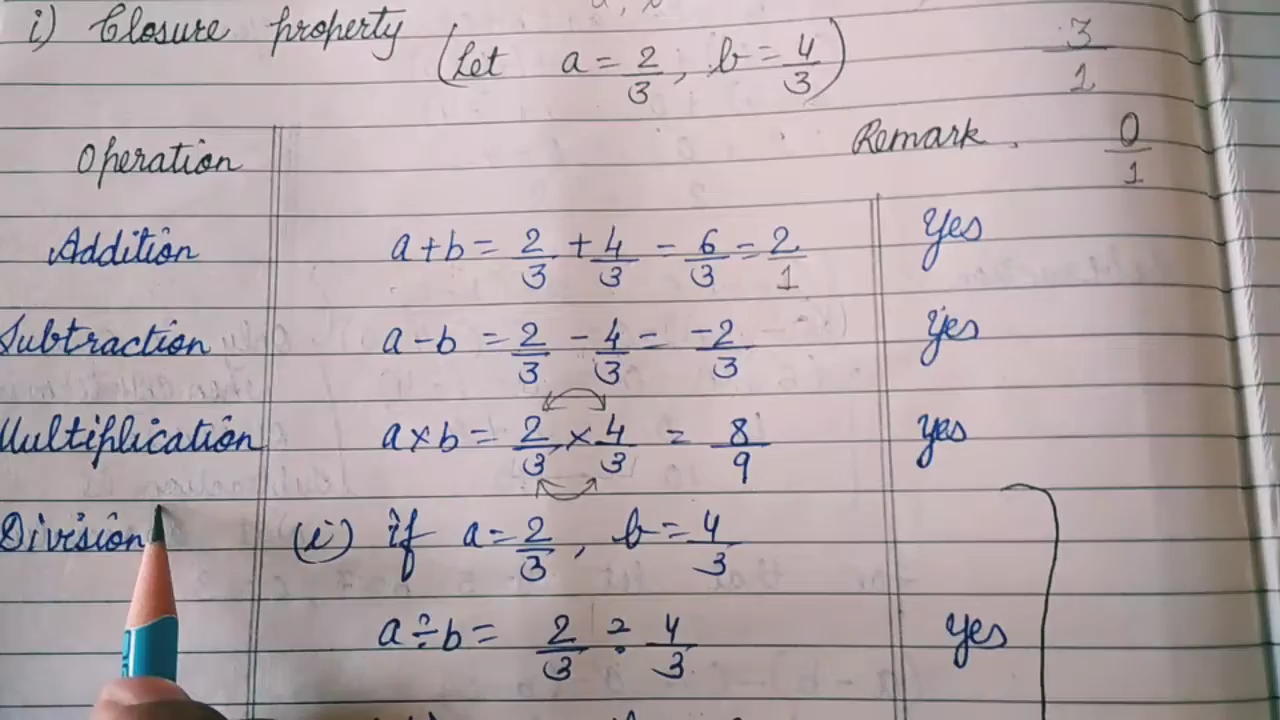 i) Closure property (Let a = 2/3, b = 4/3) 3/1
Operation Remark. 0/1
Addition a + b = 2/3 + 4/3 = 6/3 = 2/1 Yes
Subtraction a - b = 2/3 - 4/3 = -2/3 Yes
Multiplication a × b = 2/3 × 4/3 = 8/9 yes
Division (i) if a = 2/3, b = 4/3
a ÷ b = 2/3 ÷ 4/3 yes